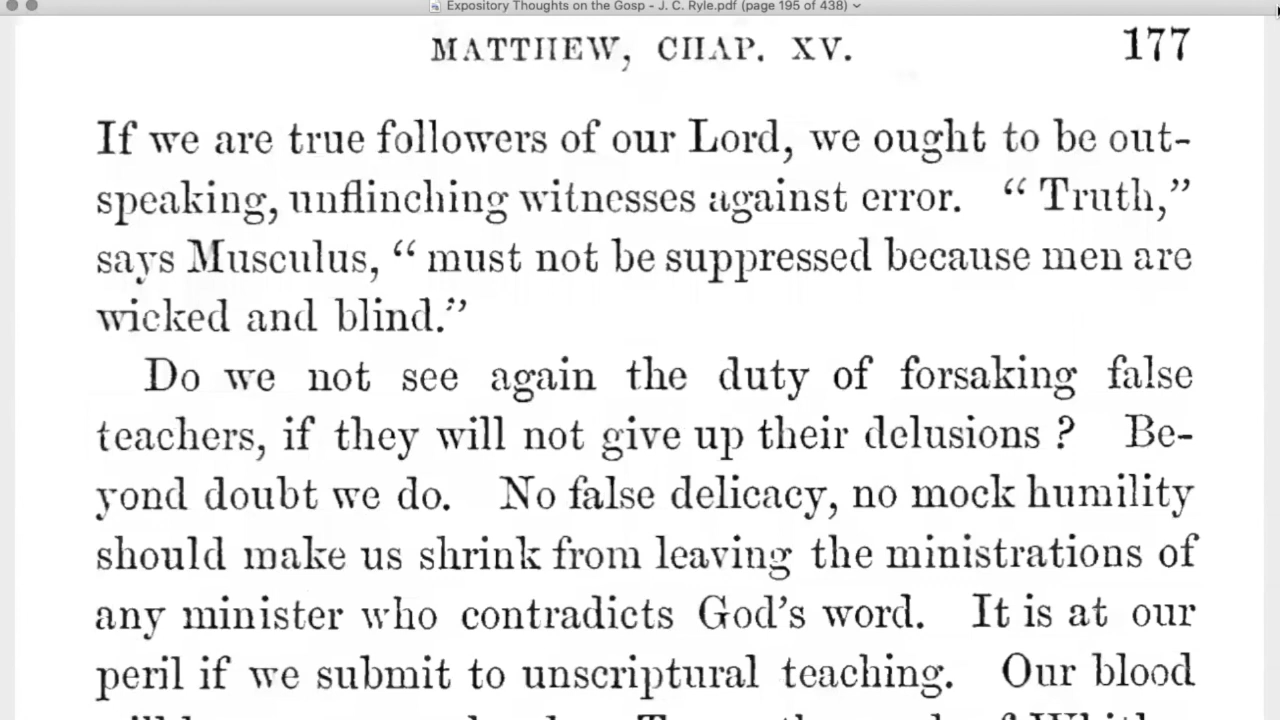 Expository Thoughts on the Gosp - J. C. Ryle.pdf (page 195 of 438)
MATTHEW, CHAP. XV. 177
If we are true followers of our Lord, we ought to be out-
speaking, unflinching witnesses against error. “ Truth,”
says Musculus, “ must not be suppressed because men are
wicked and blind.”
Do we not see again the duty of forsaking false
teachers, if they will not give up their delusions ? Be-
yond doubt we do. No false delicacy, no mock humility
should make us shrink from leaving the ministrations of
any minister who contradicts God’s word. It is at our
peril if we submit to unscriptural teaching. Our blood